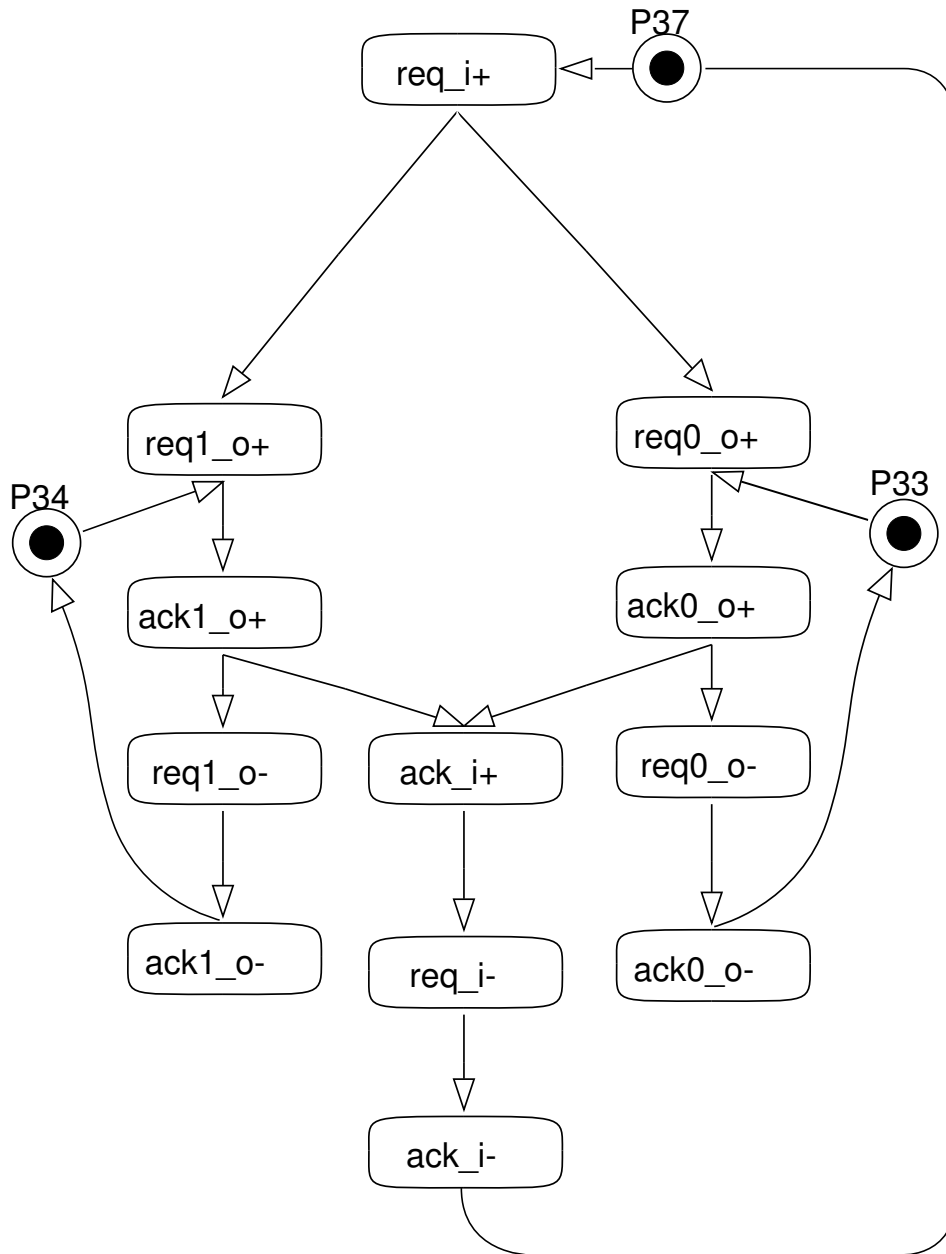 P37
req_i+
req1_o+
req0_o+
P34
P33
ack1_o+
ack0_o+
req1_o-
ack_i+
req0_o-
ack1_o-
req_i-
ack0_o-
ack_i-